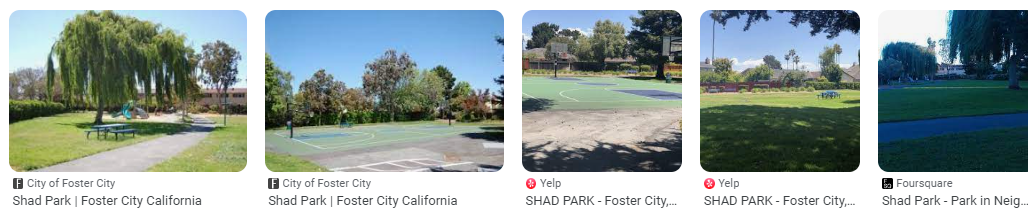 City of Foster City
Shad Park | Foster City California
City of Foster City
Shad Park | Foster City California
Yelp
SHAD PARK - Foster City,...
Yelp
SHAD PARK - Foster City,...
Foursquare
Shad Park - Park in Neig...